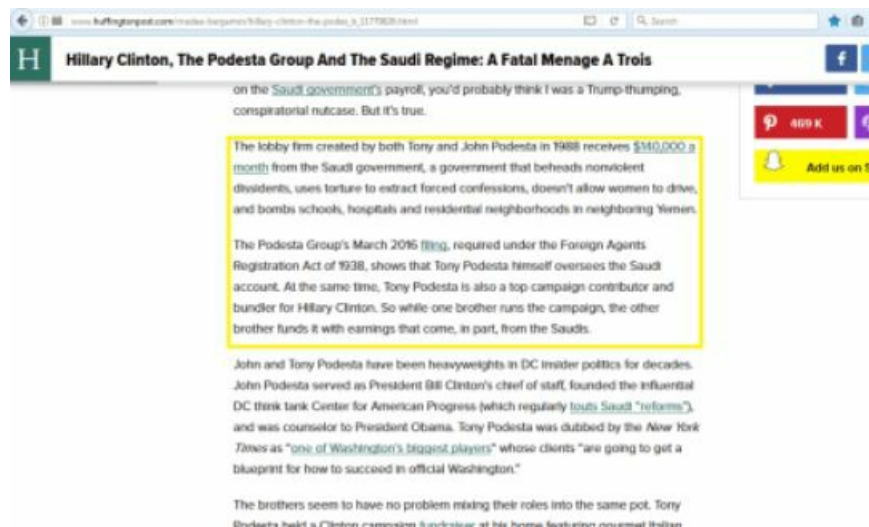 www.huffingtonpost.com/medea-benjamin/hillary-clinton-the-podes_b_11779826.html
Search
H
Hillary Clinton, The Podesta Group And The Saudi Regime: A Fatal Menage A Trois
f
on the Saudi government's payroll, you'd probably think I was a Trump-thumping,
conspiratorial nutcase. But it's true.
469 K
Add us on S
The lobby firm created by both Tony and John Podesta in 1988 receives $140,000 a
month from the Saudi government, a government that beheads nonviolent
dissidents, uses torture to extract forced confessions, doesn't allow women to drive,
and bombs schools, hospitals and residential neighborhoods in neighboring Yemen.
The Podesta Group's March 2016 filing, required under the Foreign Agents
Registration Act of 1938, shows that Tony Podesta himself oversees the Saudi
account. At the same time, Tony Podesta is also a top campaign contributor and
bundler for Hillary Clinton. So while one brother runs the campaign, the other
brother funds it with earnings that come, in part, from the Saudis.
John and Tony Podesta have been heavyweights in DC insider politics for decades.
John Podesta served as President Bill Clinton's chief of staff, founded the influential
DC think tank Center for American Progress (which regularly touts Saudi "reforms"),
and was counselor to President Obama. Tony Podesta was dubbed by the New York
Times as "one of Washington's biggest players" whose clients "are going to get a
blueprint for how to succeed in official Washington."
The brothers seem to have no problem mixing their roles into the same pot. Tony
Podesta held a Clinton campaign fundraiser at his home featuring gourmet Italian